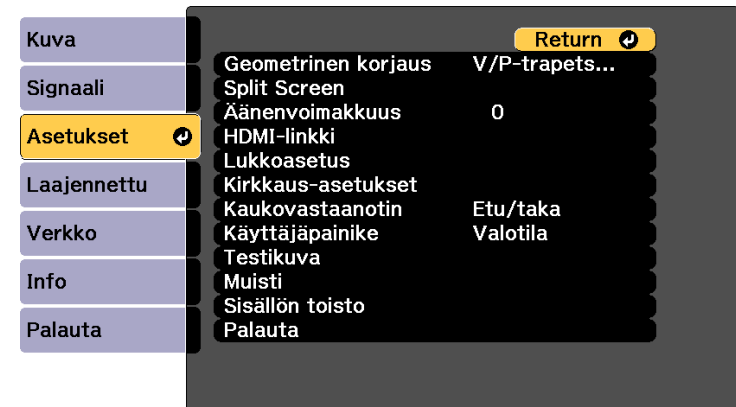 Kuva
Signaali
Asetukset
Laajennettu
Verkko
Info
Palauta
Return
Geometrinen korjaus V/P-trapets...
Split Screen
Äänenvoimakkuus 0
HDMI-linkki
Lukkoasetus
Kirkkaus-asetukset
Kaukovastaanotin Etu/taka
Käyttäjäpainike Valotila
Testikuva
Muisti
Sisällön toisto
Palauta